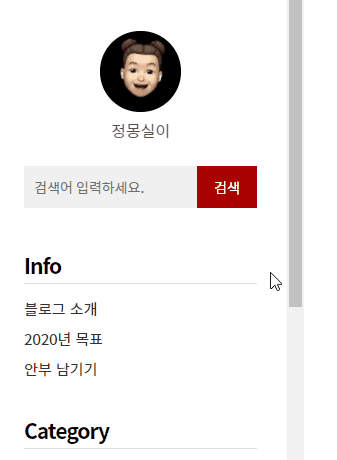 정몽실이
검색어 입력하세요.
검색
Info
블로그 소개
2020년 목표
안부 남기기
Category